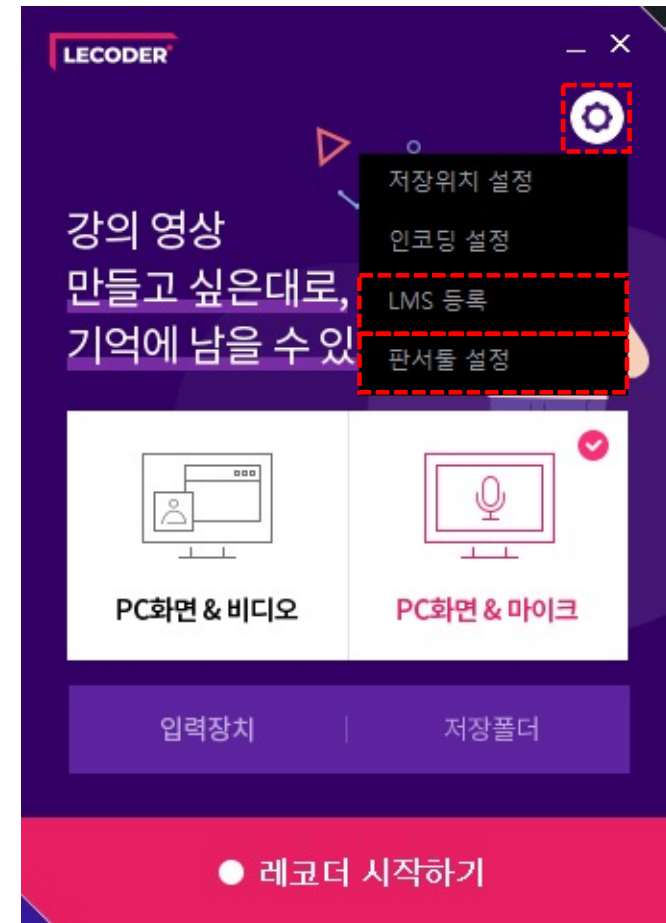 LECODER
저장위치 설정
인코딩 설정
LMS 등록
판서툴 설정
강의 영상
만들고 싶은대로,
기억에 남을 수 있
PC화면 & 비디오
PC화면 & 마이크
입력장치
저장폴더
레코더 시작하기